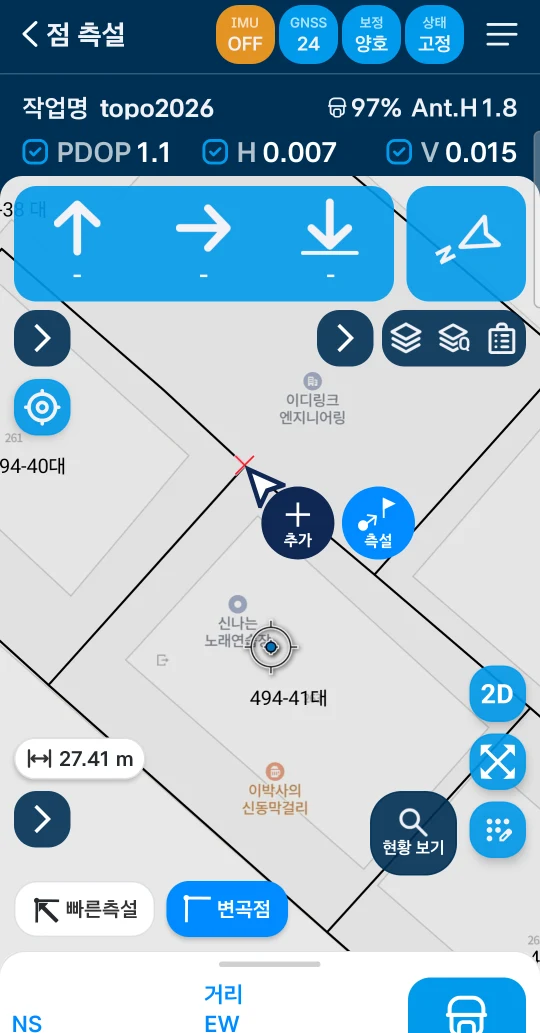 점 측설
IMU
OFF
GNSS
24
보정
양호
상태
고정
작업명 topo2026
97% Ant.H 1.8
PDOP 1.1
H 0.007
V 0.015
-38 대
- - -
N
이디링크
엔지니어링
261
94-40대
추가
측설
신나는
노래연습장
494-41대
2D
27.41 m
이박사의
신동막걸리
현황 보기
빠른측설
변곡점
26
4
거리
NS
EW